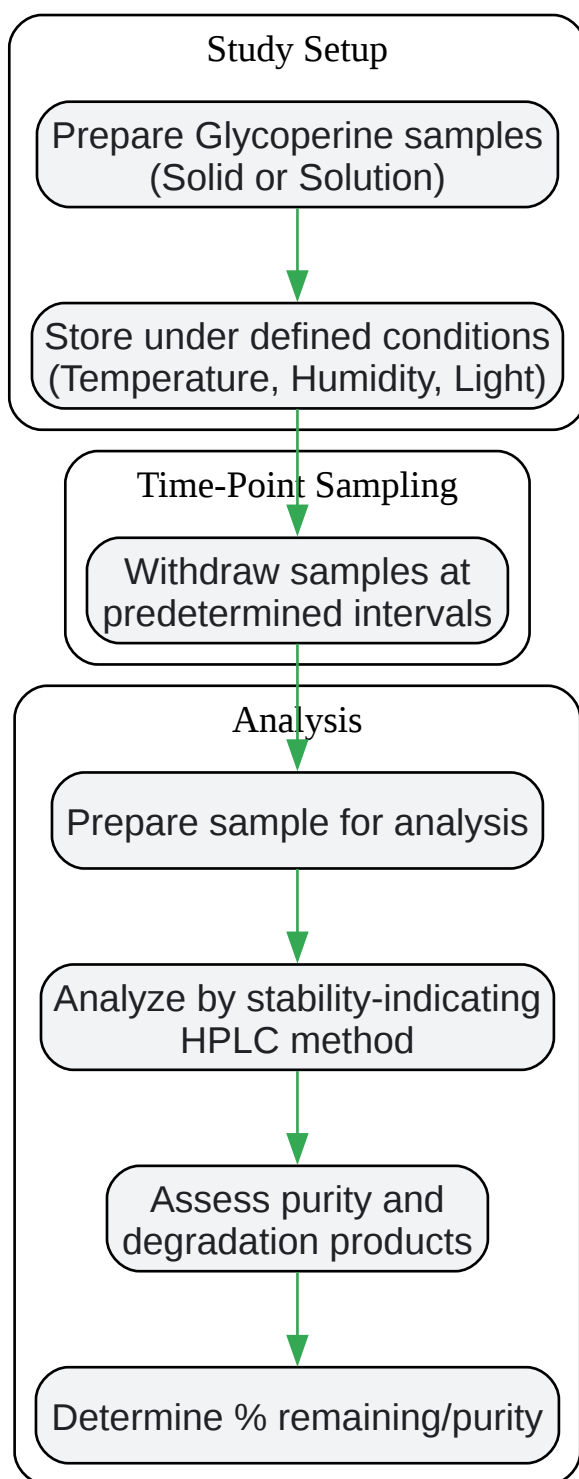 Study Setup
Prepare Glycoperine samples
(Solid or Solution)
Store under defined conditions
(Temperature, Humidity, Light)
Time-Point Sampling
Withdraw samples at
predetermined intervals
Analysis
Prepare sample for analysis
Analyze by stability-indicating
HPLC method
Assess purity and
degradation products
Determine % remaining/purity